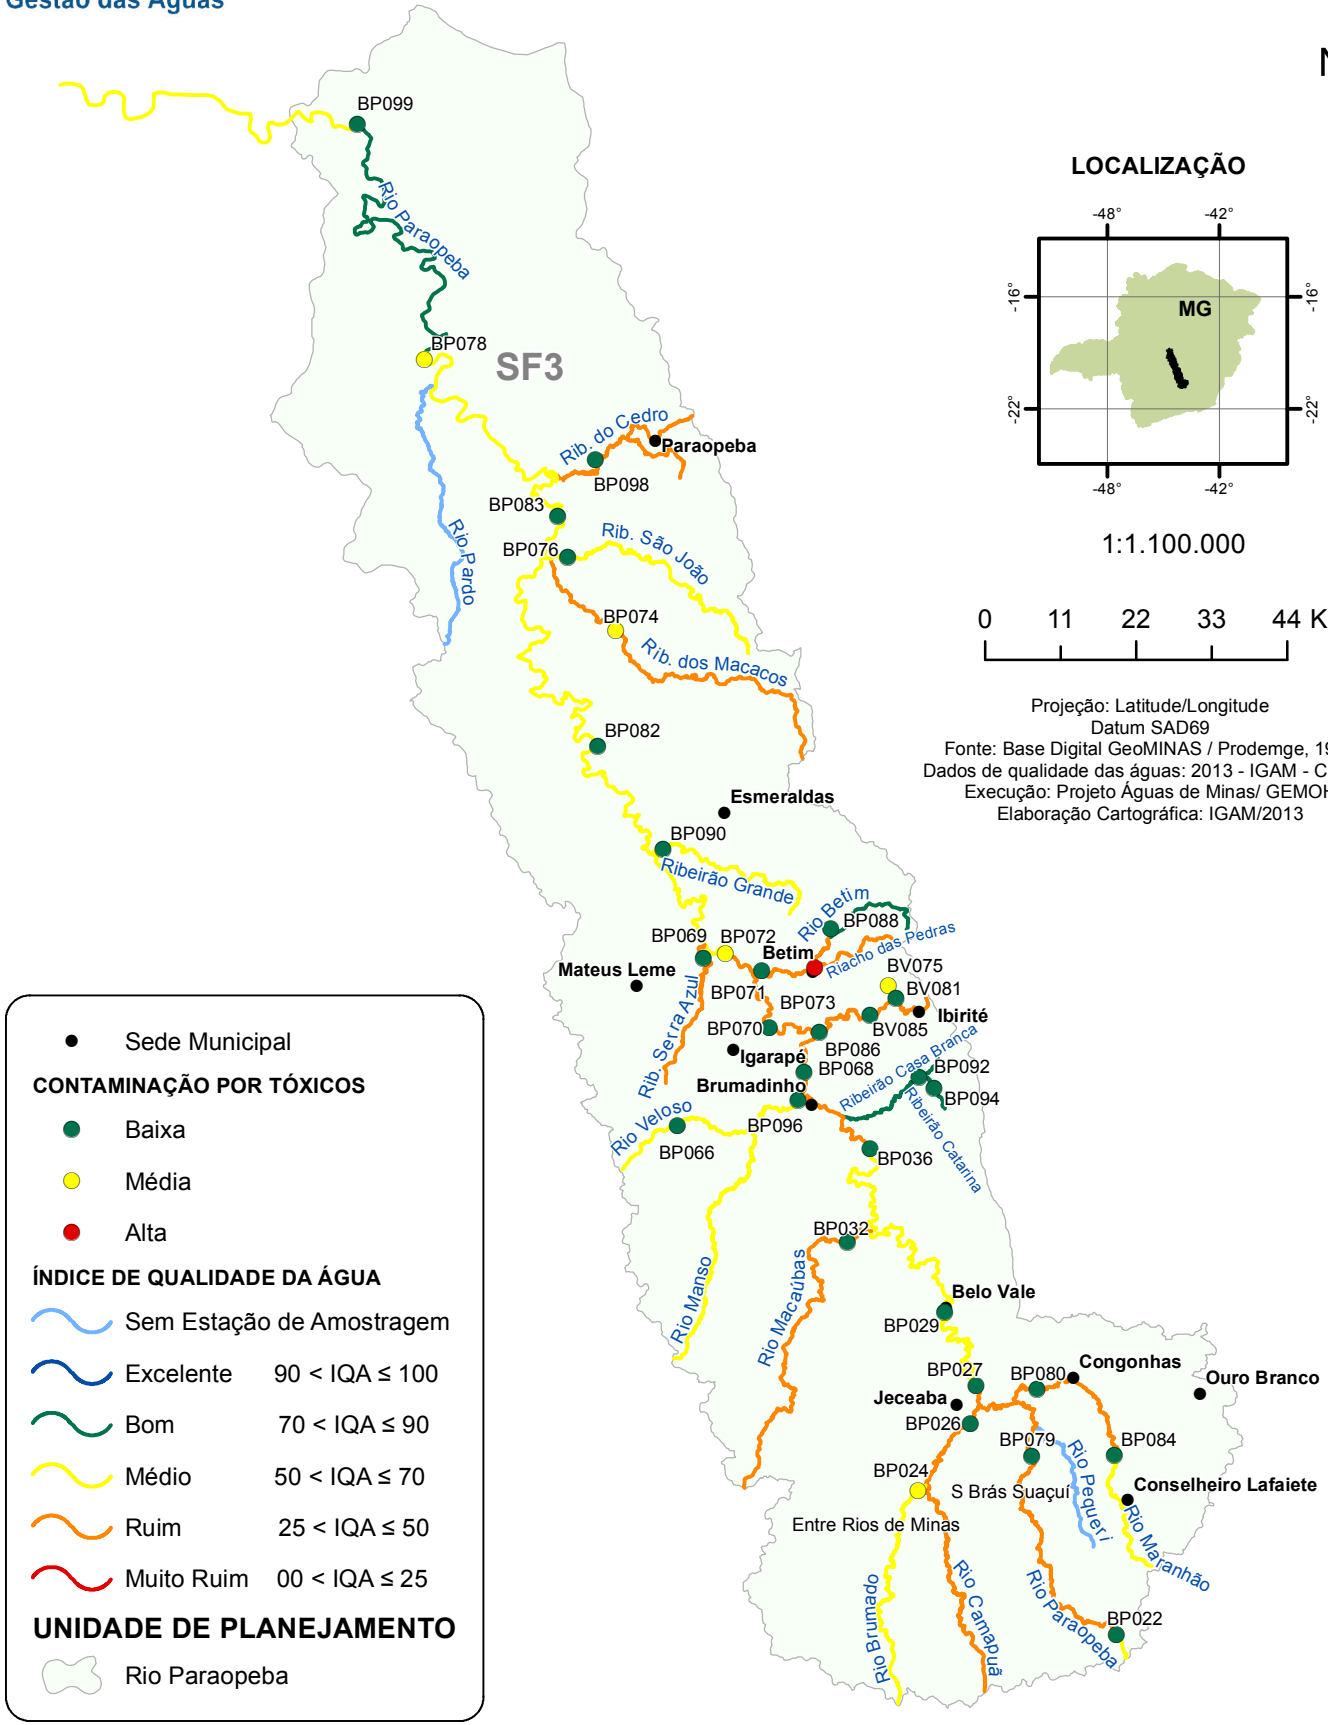 Gestão das Águas
N
BP099
LOCALIZAÇÃO
Rio Paraopeba
-48° -42°
-16° MG -16°
-22° -22°
-48° -42°
BP078
SF3
Rib. do Cedro
Paraopeba
BP098
BP083
1:1.100.000
Rib. São João
BP076
Rio Pardo
BP074
0 11 22 33 44 K
Rib. dos Macacos
Projeção: Latitude/Longitude
Datum SAD69
Fonte: Base Digital GeoMINAS / Prodemge, 19
Dados de qualidade das águas: 2013 - IGAM - C
Execução: Projeto Águas de Minas/ GEMOH
Elaboração Cartográfica: IGAM/2013
BP082
Esmeraldas
BP090
Ribeirão Grande
Rio Betim
BP088
BP069
BP072
Betim
Riacho das Pedras
Mateus Leme
BP071
BP073
BV075
BV081
Ibirité
BP070
BV085
Rib. Serra Azul
Igarapé
BP086
BP068
Ribeirão Casa Branca
BP092
Brumadinho
BP094
Rio Veloso
BP096
Ribeirão Catarina
BP066
BP036
BP032
Rio Manso
Rio Macaúbas
Belo Vale
BP029
BP027
BP080
Congonhas
Ouro Branco
Jeceaba
BP026
BP079
BP084
Rio Pequeri
BP024
S Brás Suaçuí
Conselheiro Lafaiete
Entre Rios de Minas
Rio Maranhão
Rio Brumado
Rio Camapuã
Rio Paraopeba
BP022
Sede Municipal
CONTAMINAÇÃO POR TÓXICOS
Baixa
Média
Alta
ÍNDICE DE QUALIDADE DA ÁGUA
Sem Estação de Amostragem
Excelente 90 < IQA ≤ 100
Bom 70 < IQA ≤ 90
Médio 50 < IQA ≤ 70
Ruim 25 < IQA ≤ 50
Muito Ruim 00 < IQA ≤ 25
UNIDADE DE PLANEJAMENTO
Rio Paraopeba